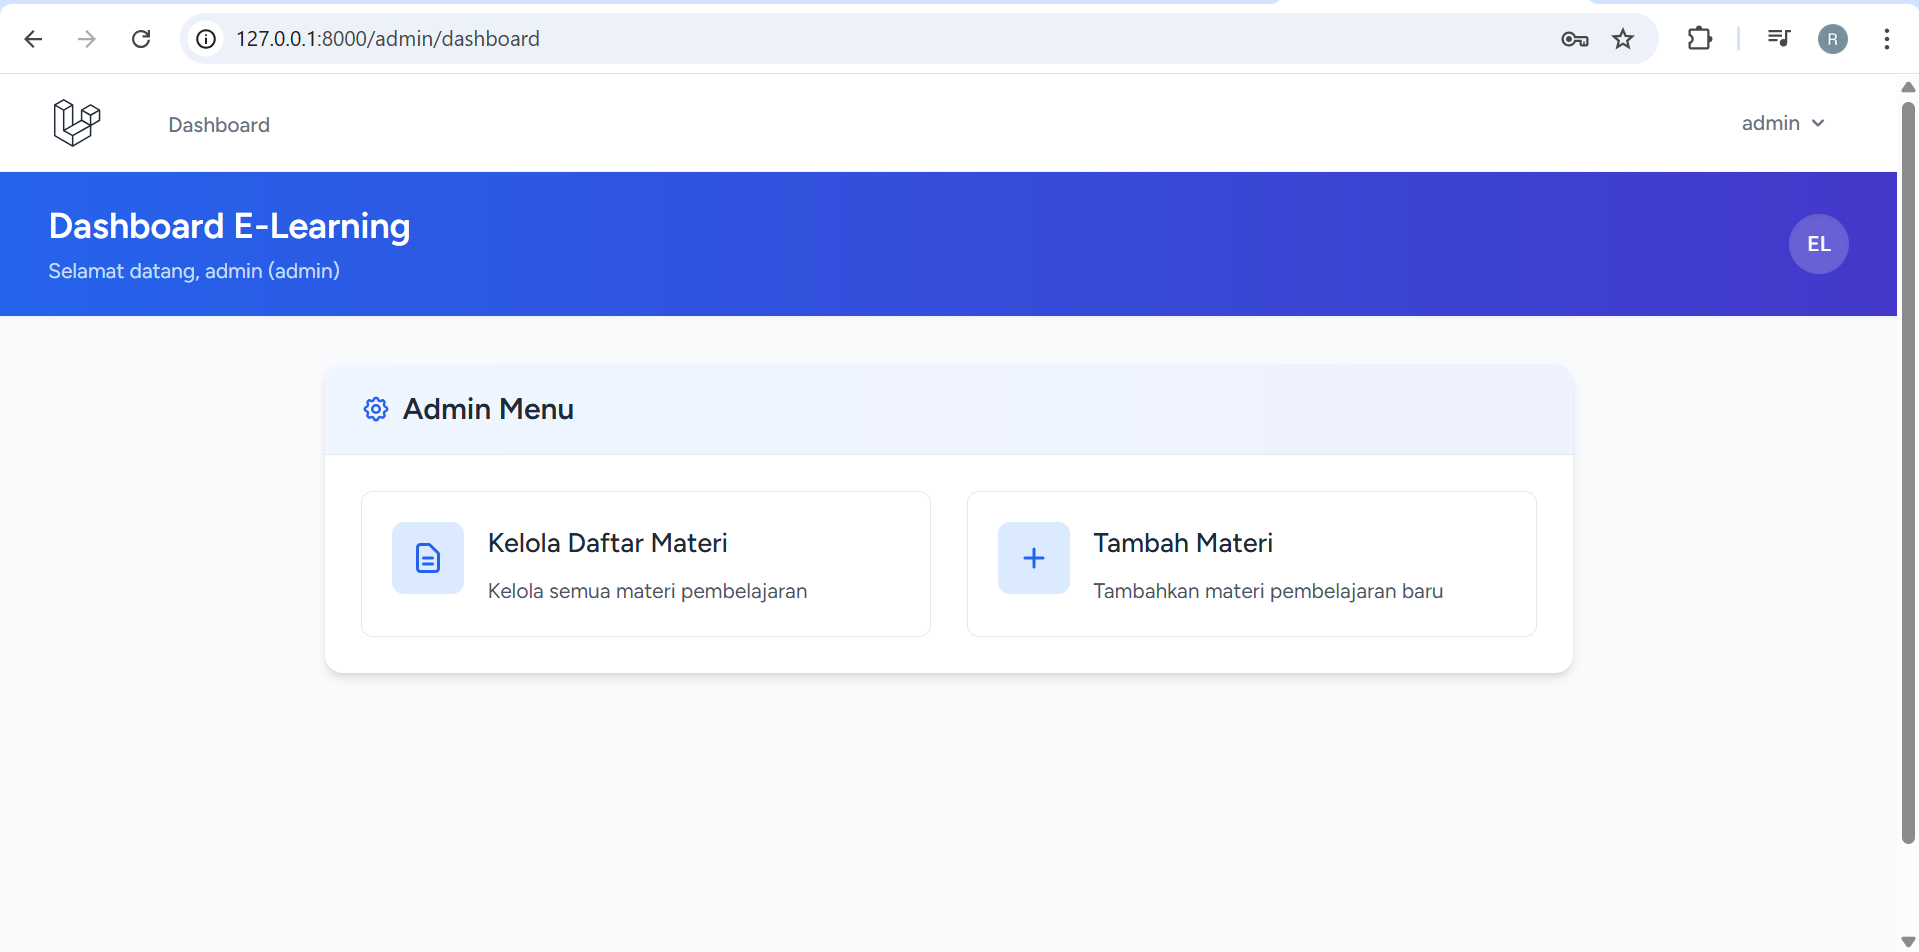 127.0.0.1:8000/admin/dashboard
R
Dashboard
admin
Dashboard E-Learning
Selamat datang, admin (admin)
EL
Admin Menu
Kelola Daftar Materi
Kelola semua materi pembelajaran
Tambah Materi
Tambahkan materi pembelajaran baru